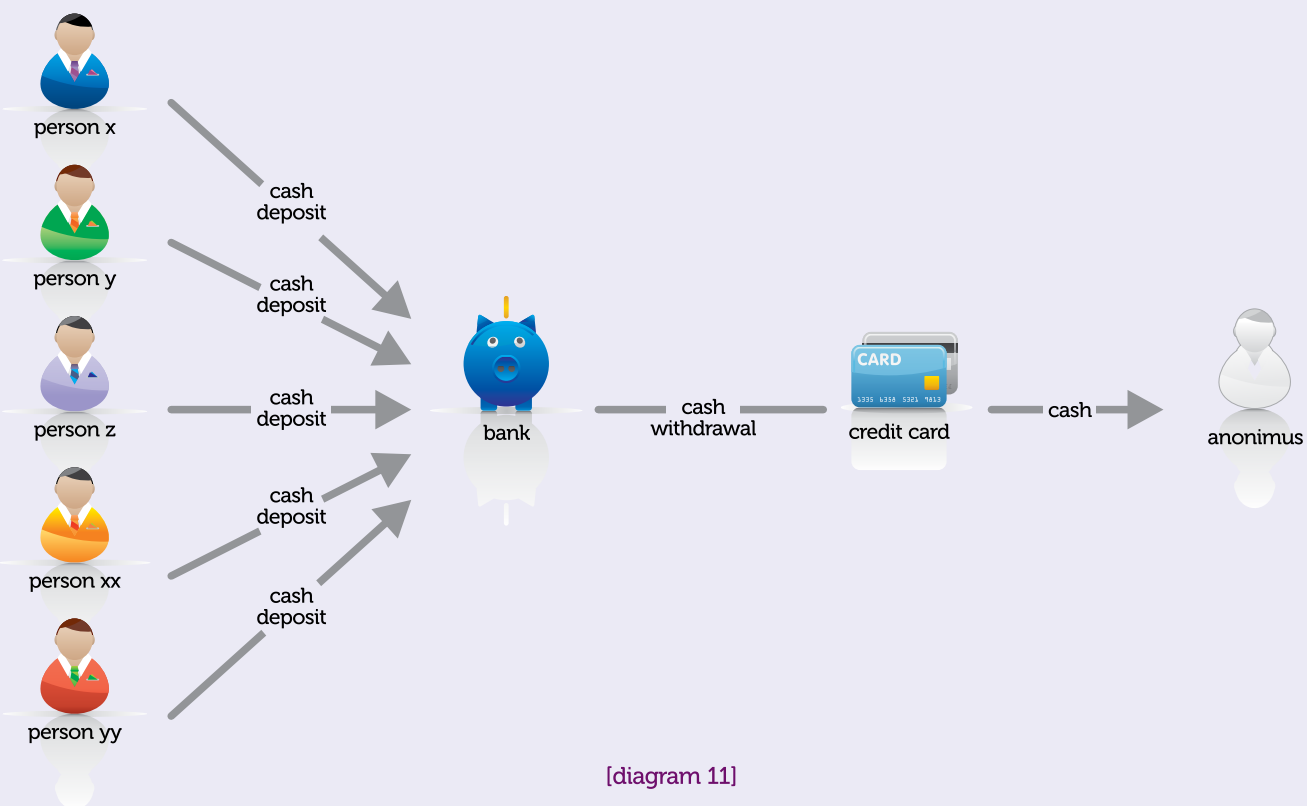 person x
cash
deposit
person y
cash
deposit
person z
cash
deposit
person xx
cash
deposit
person yy
cash
deposit
bank
cash
withdrawal
CARD
1335 6358 5321 9813
credit card
cash
anonimus
[diagram 11]